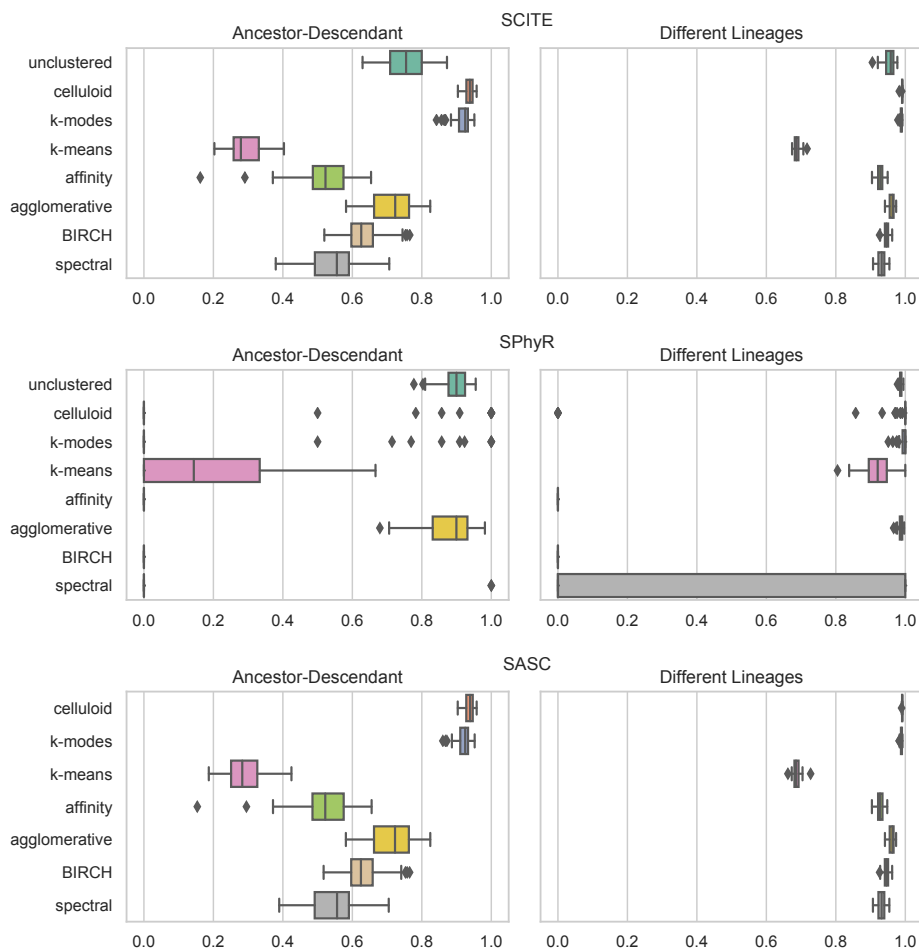 SCITE
Ancestor-Descendant Different Lineages
unclustered
celluloid
k-modes
k-means
affinity
agglomerative
BIRCH
spectral
0.0 0.2 0.4 0.6 0.8 1.0 0.0 0.2 0.4 0.6 0.8 1.0
SPhyR
Ancestor-Descendant Different Lineages
unclustered
celluloid
k-modes
k-means
affinity
agglomerative
BIRCH
spectral
0.0 0.2 0.4 0.6 0.8 1.0 0.0 0.2 0.4 0.6 0.8 1.0
SASC
Ancestor-Descendant Different Lineages
celluloid
k-modes
k-means
affinity
agglomerative
BIRCH
spectral
0.0 0.2 0.4 0.6 0.8 1.0 0.0 0.2 0.4 0.6 0.8 1.0